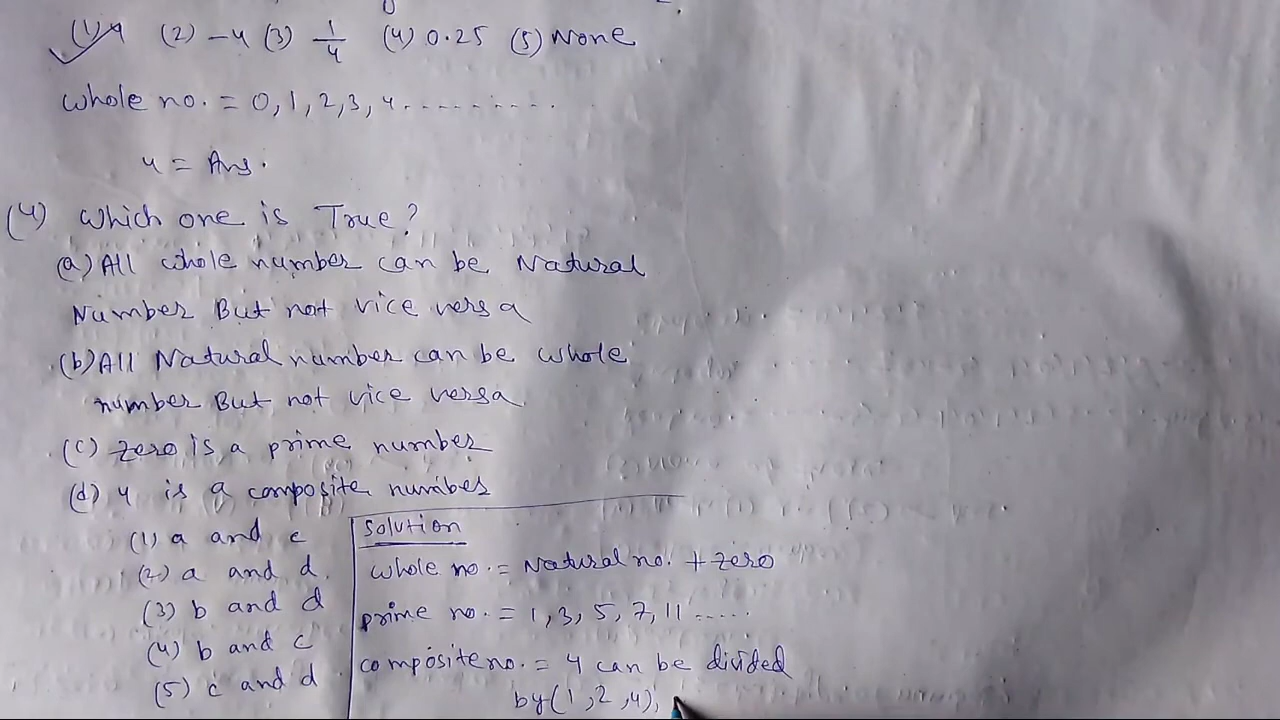 (1) 4 (2) -4 (3) 1/4 (4) 0.25 (5) None
Whole no. = 0, 1, 2, 3, 4..........
4 = Ans.
(4) Which one is True?
(a) All whole number can be Natural
Number But not vice versa
(b) All Natural number can be whole
number But not vice versa
(c) zero is a prime number
(d) 4 is a composite number
(1) a and c
(2) a and d
(3) b and d
(4) b and c
(5) c and d
Solution
Whole no. = Natural no. + zero
prime no. = 1, 3, 5, 7, 11 ......
composite no. = 4 can be divided
by (1, 2, 4),